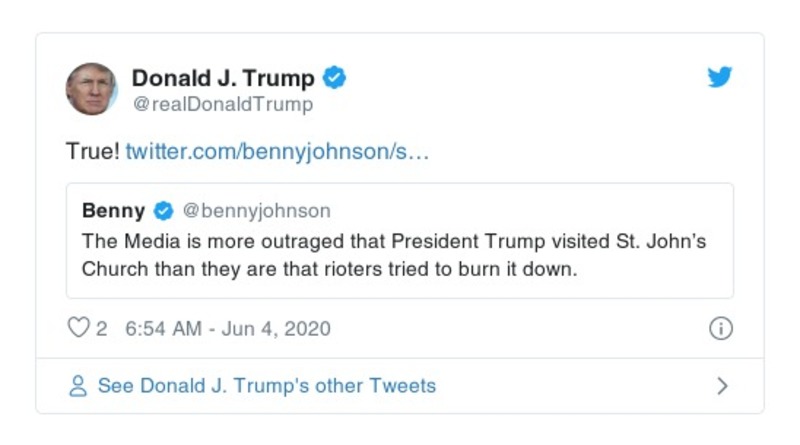 Donald J. Trump
@realDonaldTrump
True! twitter.com/bennyjohnson/s…
Benny @bennyjohnson
The Media is more outraged that President Trump visited St. John’s
Church than they are that rioters tried to burn it down.
2 6:54 AM - Jun 4, 2020
See Donald J. Trump's other Tweets